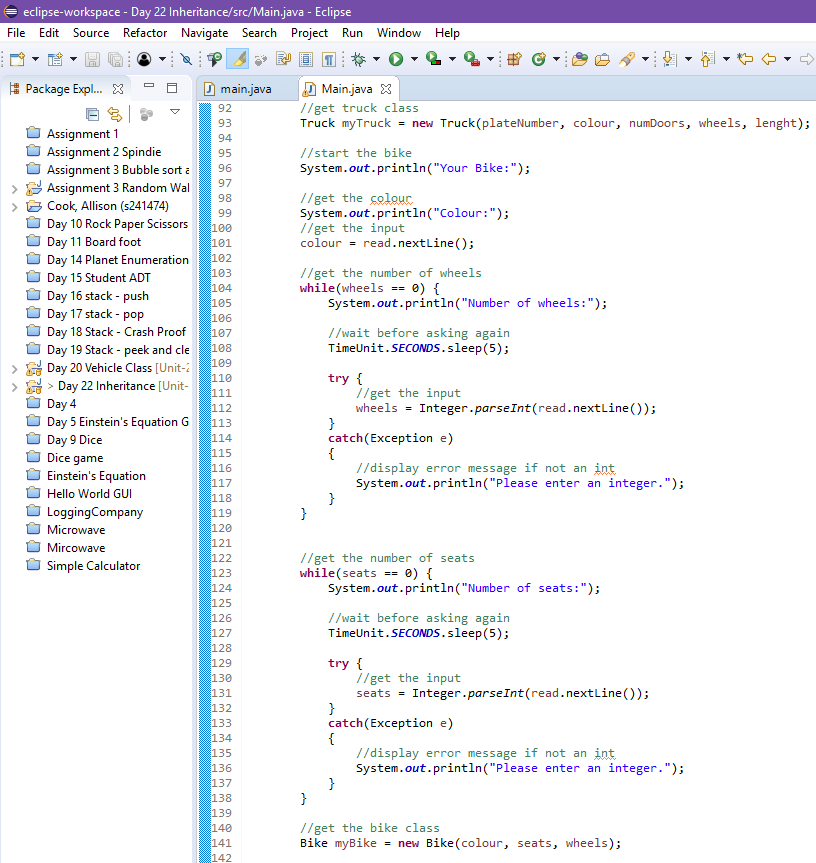 eclipse-workspace - Day 22 Inheritance/src/Main.java - Eclipse
File Edit Source Refactor Navigate Search Project Run Window Help
Package Expl...
Assignment 1
Assignment 2 Spindie
Assignment 3 Bubble sort a
Assignment 3 Random Wal
Cook, Allison (s241474)
Day 10 Rock Paper Scissors
Day 11 Board foot
Day 14 Planet Enumeration
Day 15 Student ADT
Day 16 stack - push
Day 17 stack - pop
Day 18 Stack - Crash Proof
Day 19 Stack - peek and cle
Day 20 Vehicle Class [Unit-2
> Day 22 Inheritance [Unit-
Day 4
Day 5 Einstein's Equation G
Day 9 Dice
Dice game
Einstein's Equation
Hello World GUI
LoggingCompany
Microwave
Mircowave
Simple Calculator
main.java Main.java
92 //get truck class
93 Truck myTruck = new Truck(plateNumber, colour, numDoors, wheels, lenght);
94
95 //start the bike
96 System.out.println("Your Bike:");
97
98 //get the colour
99 System.out.println("Colour:");
100 //get the input
101 colour = read.nextLine();
102
103 //get the number of wheels
104 while(wheels == 0) {
105 System.out.println("Number of wheels:");
106
107 //wait before asking again
108 TimeUnit.SECONDS.sleep(5);
109
110 try {
111 //get the input
112 wheels = Integer.parseInt(read.nextLine());
113 }
114 catch(Exception e)
115 {
116 //display error message if not an int
117 System.out.println("Please enter an integer.");
118 }
119 }
120
121
122 //get the number of seats
123 while(seats == 0) {
124 System.out.println("Number of seats:");
125
126 //wait before asking again
127 TimeUnit.SECONDS.sleep(5);
128
129 try {
130 //get the input
131 seats = Integer.parseInt(read.nextLine());
132 }
133 catch(Exception e)
134 {
135 //display error message if not an int
136 System.out.println("Please enter an integer.");
137 }
138 }
139
140 //get the bike class
141 Bike myBike = new Bike(colour, seats, wheels);
142